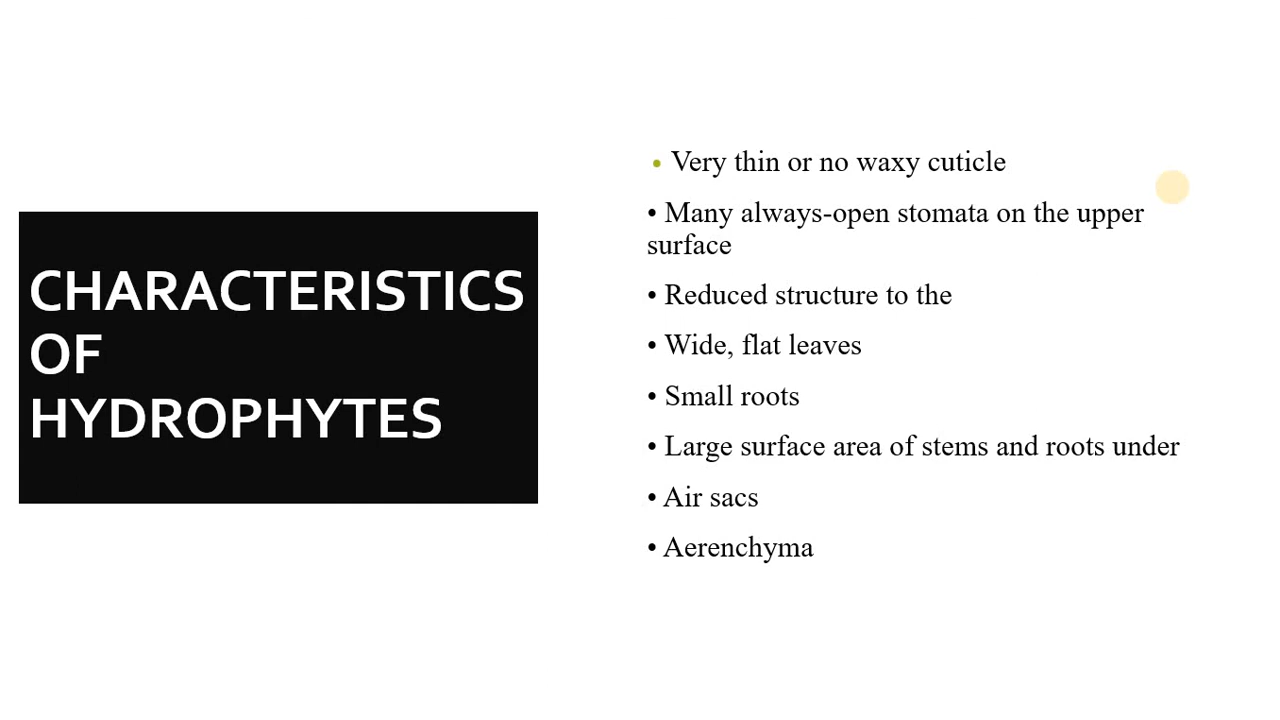 CHARACTERISTICS
OF
HYDROPHYTES
• Very thin or no waxy cuticle
• Many always-open stomata on the upper
surface
• Reduced structure to the
• Wide, flat leaves
• Small roots
• Large surface area of stems and roots under
• Air sacs
• Aerenchyma